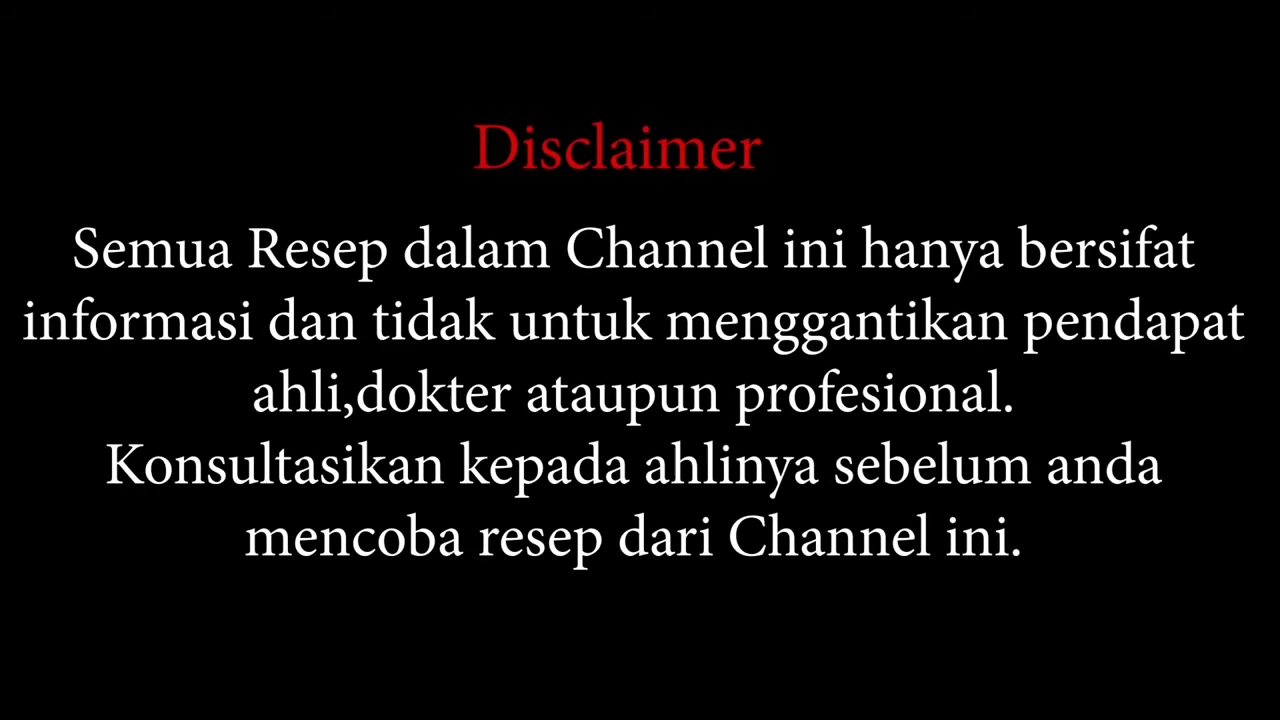 Disclaimer
Semua Resep dalam Channel ini hanya bersifat
informasi dan tidak untuk menggantikan pendapat
ahli,dokter ataupun profesional.
Konsultasikan kepada ahlinya sebelum anda
mencoba resep dari Channel ini.